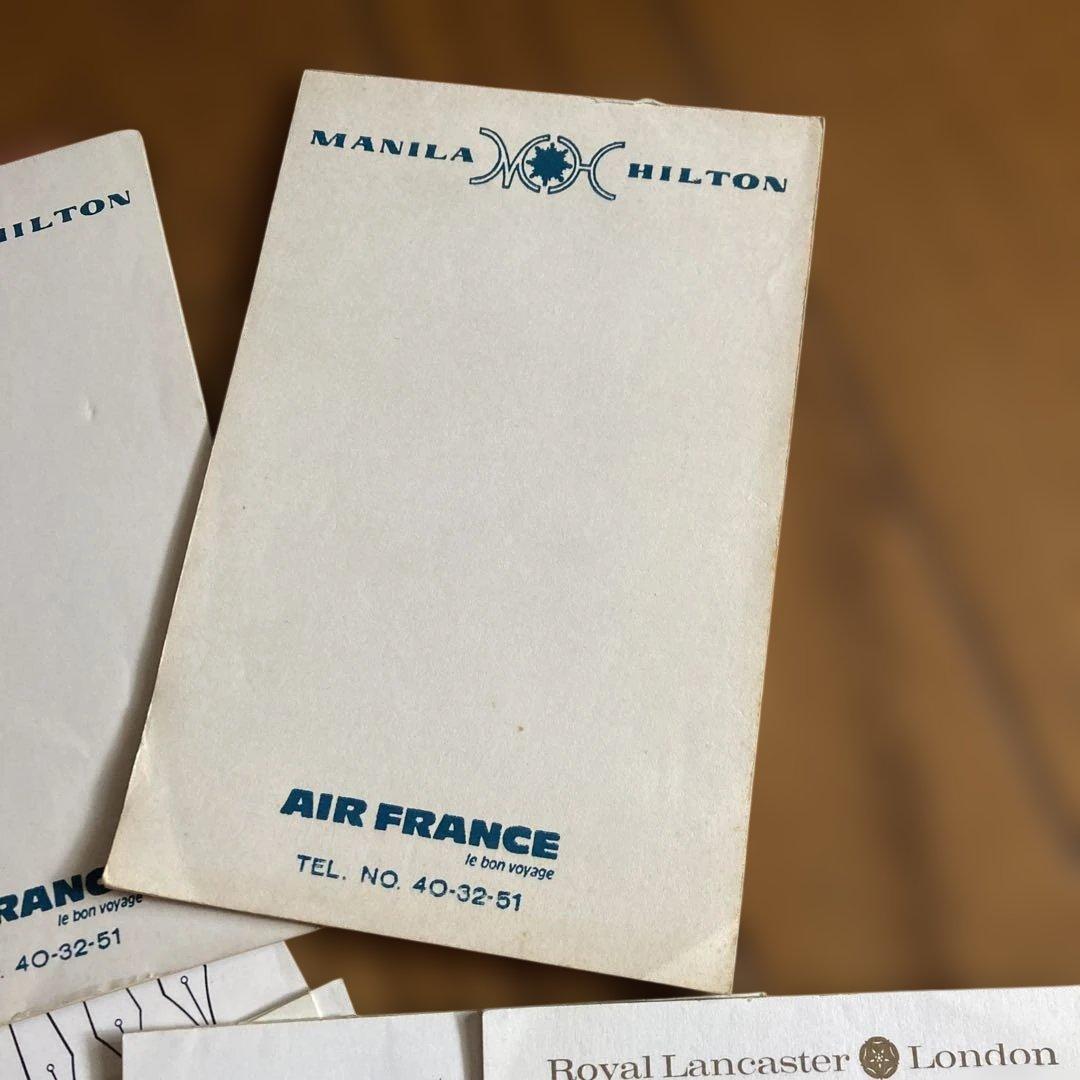 MANILA MH HILTON
AIR FRANCE
le bon voyage
TEL. NO. 40-32-51
HILTON
le bon voyage
40-32-51
Royal Lancaster London